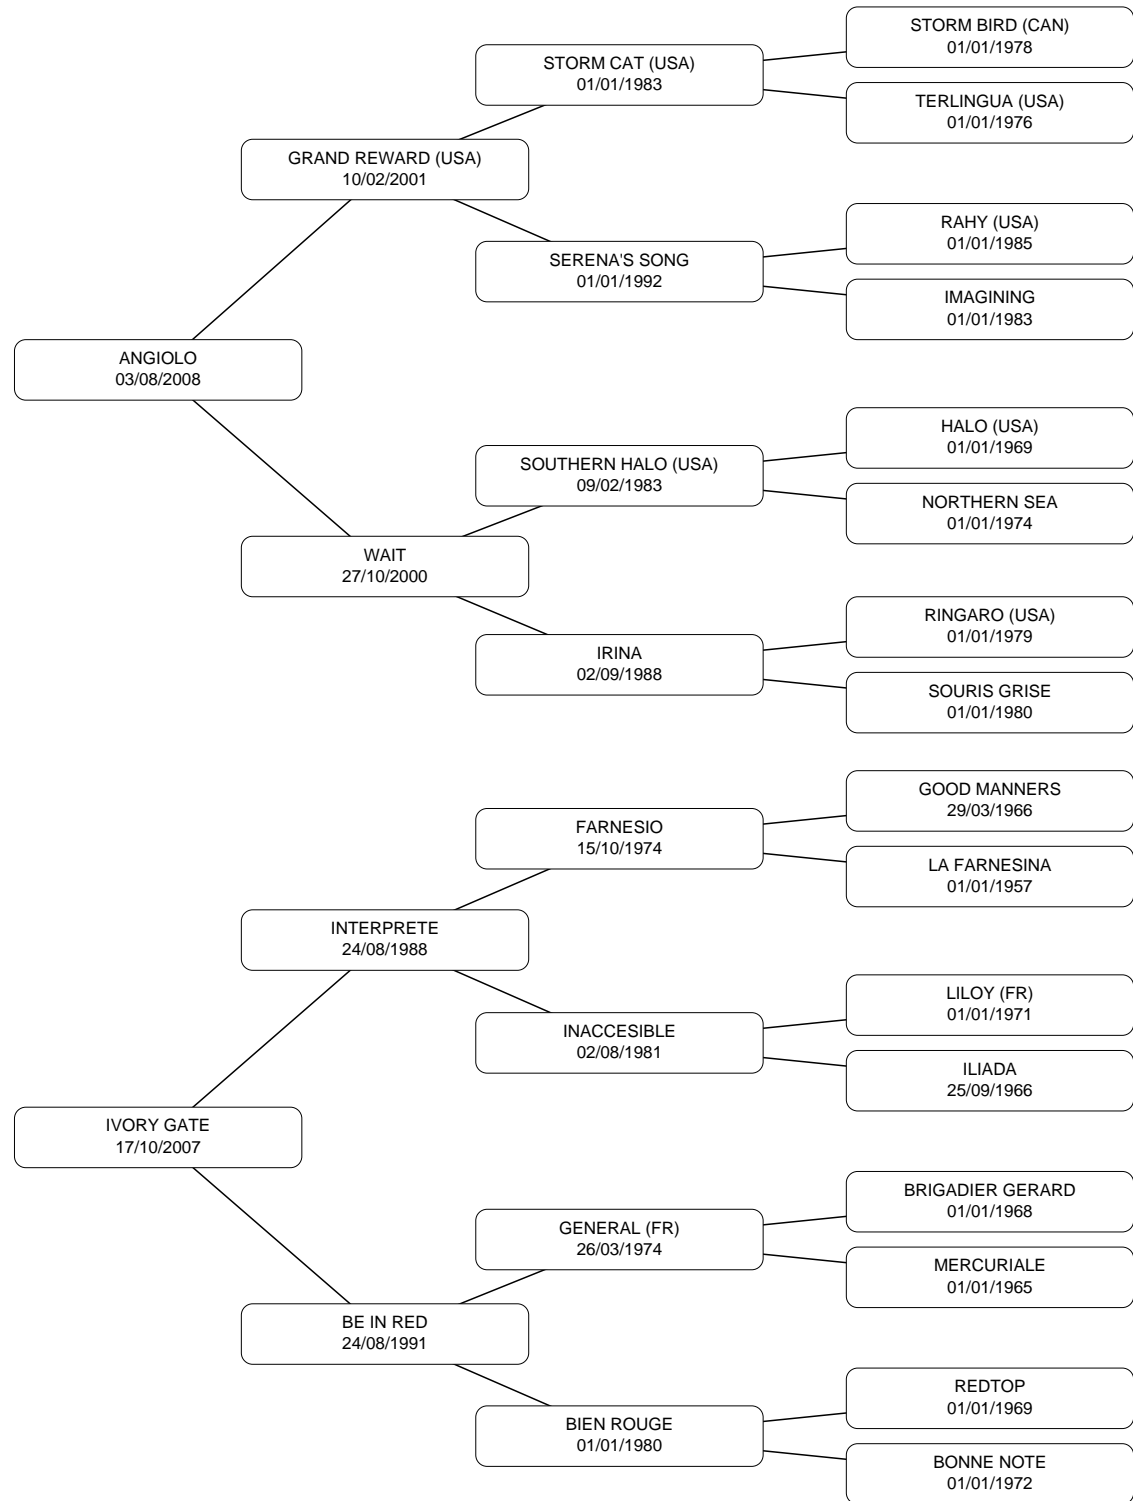 STORM BIRD (CAN)
01/01/1978
STORM CAT (USA)
01/01/1983
TERLINGUA (USA)
01/01/1976
GRAND REWARD (USA)
10/02/2001
RAHY (USA)
01/01/1985
SERENA'S SONG
01/01/1992
IMAGINING
01/01/1983
ANGIOLO
03/08/2008
HALO (USA)
01/01/1969
SOUTHERN HALO (USA)
09/02/1983
NORTHERN SEA
01/01/1974
WAIT
27/10/2000
RINGARO (USA)
01/01/1979
IRINA
02/09/1988
SOURIS GRISE
01/01/1980
GOOD MANNERS
29/03/1966
FARNESIO
15/10/1974
LA FARNESINA
01/01/1957
INTERPRETE
24/08/1988
LILOY (FR)
01/01/1971
INACCESIBLE
02/08/1981
ILIADA
25/09/1966
IVORY GATE
17/10/2007
BRIGADIER GERARD
01/01/1968
GENERAL (FR)
26/03/1974
MERCURIALE
01/01/1965
BE IN RED
24/08/1991
REDTOP
01/01/1969
BIEN ROUGE
01/01/1980
BONNE NOTE
01/01/1972